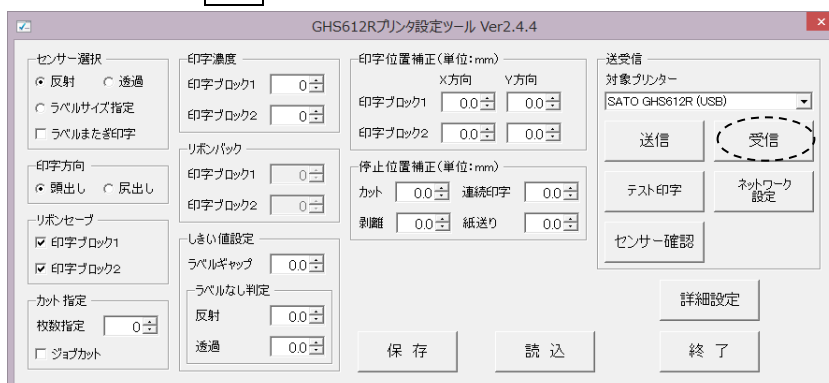 GHS612Rプリンタ設定ツール Ver2.4.4
センサー選択
反射 透過
ラベルサイズ指定
ラベルまたぎ印字
印字方向
頭出し 尻出し
リボンセーブ
印字ブロック1
印字ブロック2
カット指定
枚数指定 0
ジョブカット
印字濃度
印字ブロック1 0
印字ブロック2 0
リボンバック
印字ブロック1 0
印字ブロック2 0
しきい値設定
ラベルギャップ 0.0
ラベルなし判定
反射 0.0
透過 0.0
印字位置補正(単位:mm)
X方向 Y方向
印字ブロック1 0.0 0.0
印字ブロック2 0.0 0.0
停止位置補正(単位:mm)
カット 0.0 連続印字 0.0
剥離 0.0 紙送り 0.0
保存 読込
送受信
対象プリンター
SATO GHS612R (USB)
送信 受信
テスト印字 ネットワーク
設定
センサー確認
詳細設定
終了